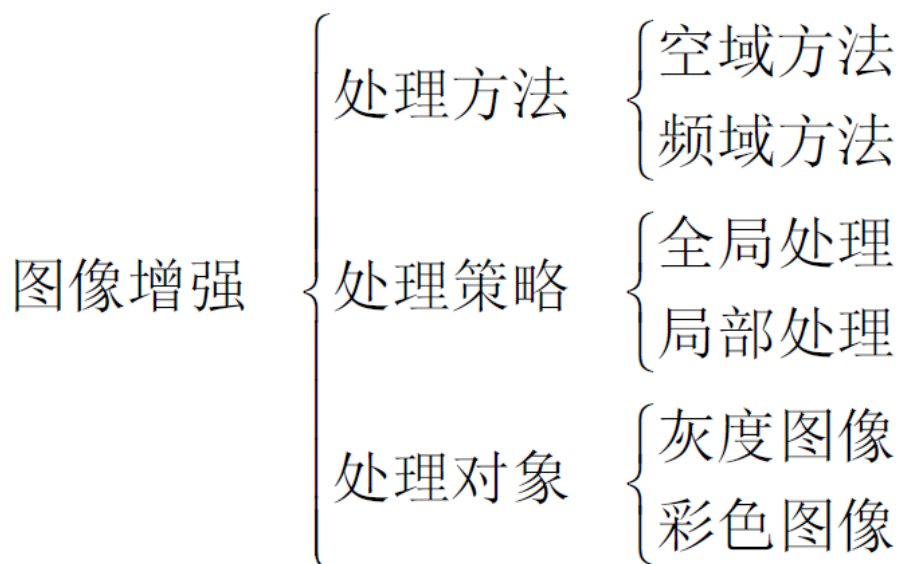 图像增强
处理方法
空域方法
频域方法
处理策略
全局处理
局部处理
处理对象
灰度图像
彩色图像